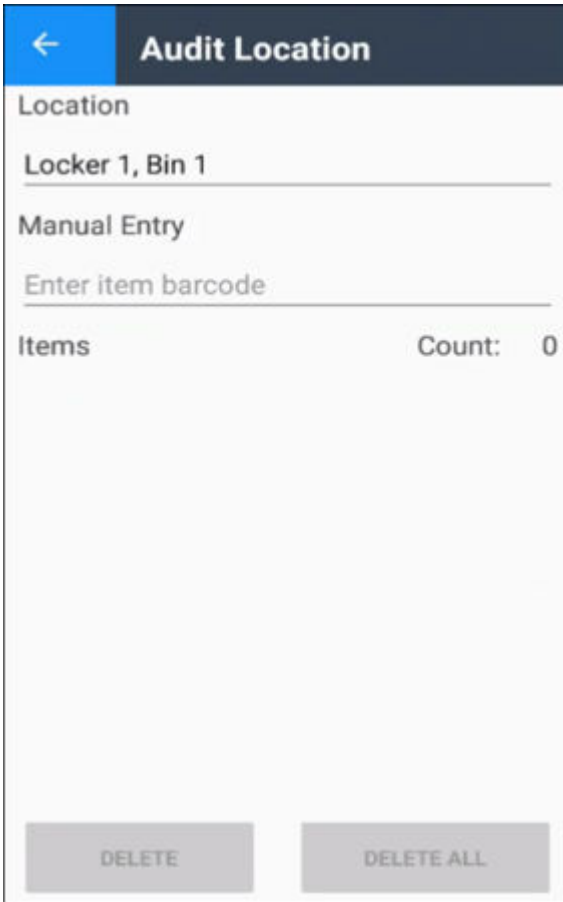 Audit Location
Location
Locker 1, Bin 1
Manual Entry
Enter item barcode
Items Count: 0
DELETE DELETE ALL